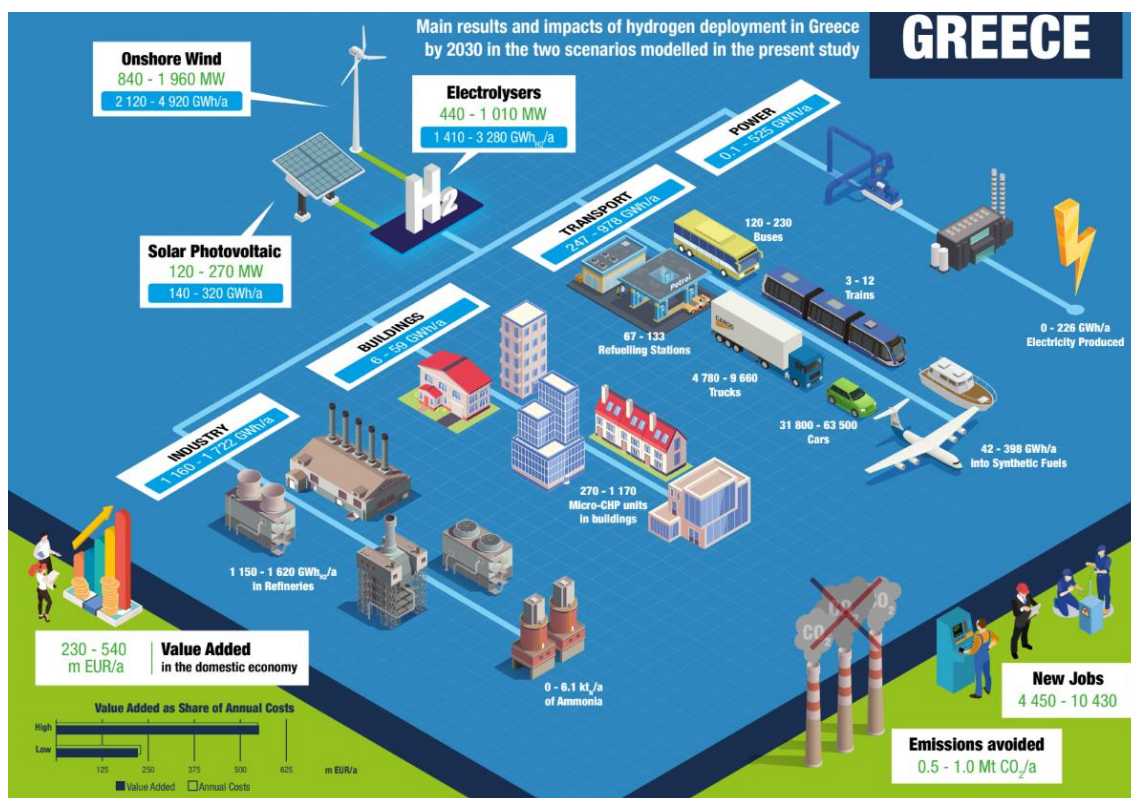 Main results and impacts of hydrogen deployment in Greece
by 2030 in the two scenarios modelled in the present study
GREECE
Onshore Wind
840 - 1 960 MW
2 120 - 4 920 GWh/a
Electrolysers
440 - 1 010 MW
1 410 - 3 280 GWh_H2/a
H2
Solar Photovoltaic
120 - 270 MW
140 - 320 GWh/a
POWER
0.1 - 525 GWh/a
TRANSPORT
247 - 978 GWh/a
120 - 230
Buses
Petrol
3 - 12
Trains
0 - 226 GWh/a
Electricity Produced
67 - 133
Refuelling Stations
CARGO
4 780 - 9 660
Trucks
31 800 - 63 500
Cars
42 - 398 GWh/a
into Synthetic Fuels
BUILDINGS
6 - 59 GWh/a
270 - 1 170
Micro-CHP units
in buildings
INDUSTRY
1 160 - 1 722 GWh/a
1 150 - 1 620 GWh_H2/a
in Refineries
0 - 6.1 kt_N/a
of Ammonia
230 - 540
m EUR/a
Value Added
in the domestic economy
Value Added as Share of Annual Costs
High
Low
125 250 375 500 625 m EUR/a
Value Added Annual Costs
CO2 CO2 CO2
Emissions avoided
0.5 - 1.0 Mt CO2/a
New Jobs
4 450 - 10 430